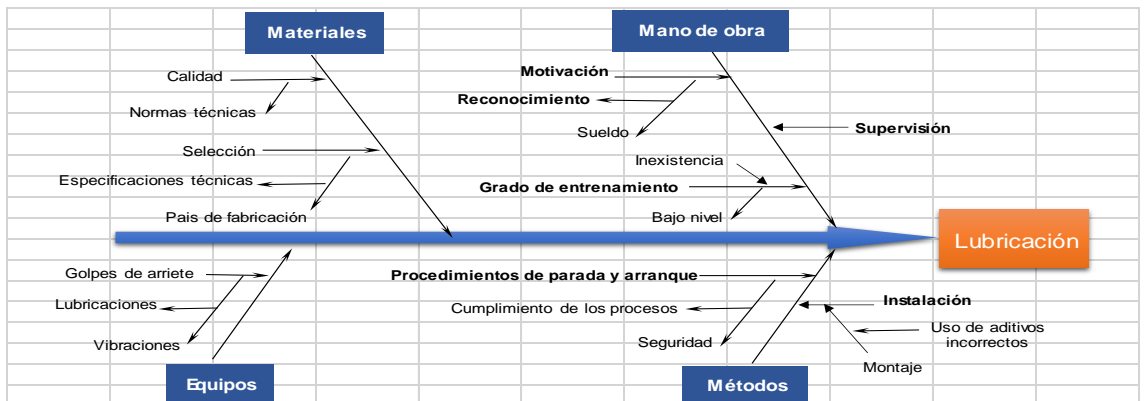 Materiales
Mano de obra
Calidad
Normas técnicas
Selección
Especificaciones técnicas
Pais de fabricación
Motivación
Reconocimiento
Sueldo
Supervisión
Inexistencia
Grado de entrenamiento
Bajo nivel
Lubricación
Golpes de arriete
Lubricaciones
Vibraciones
Procedimientos de parada y arranque
Cumplimiento de los procesos
Seguridad
Instalación
Uso de aditivos
incorrectos
Montaje
Equipos
Métodos